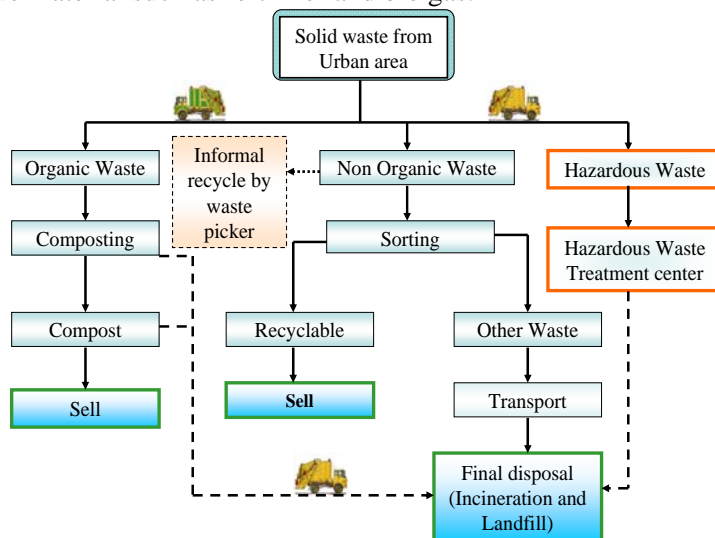 Solid waste from
Urban area
Organic Waste
Informal
recycle by
waste
picker
Non Organic Waste
Hazardous Waste
Composting
Sorting
Hazardous Waste
Treatment center
Compost
Recyclable
Other Waste
Sell
Sell
Transport
Final disposal
(Incineration and
Landfill)